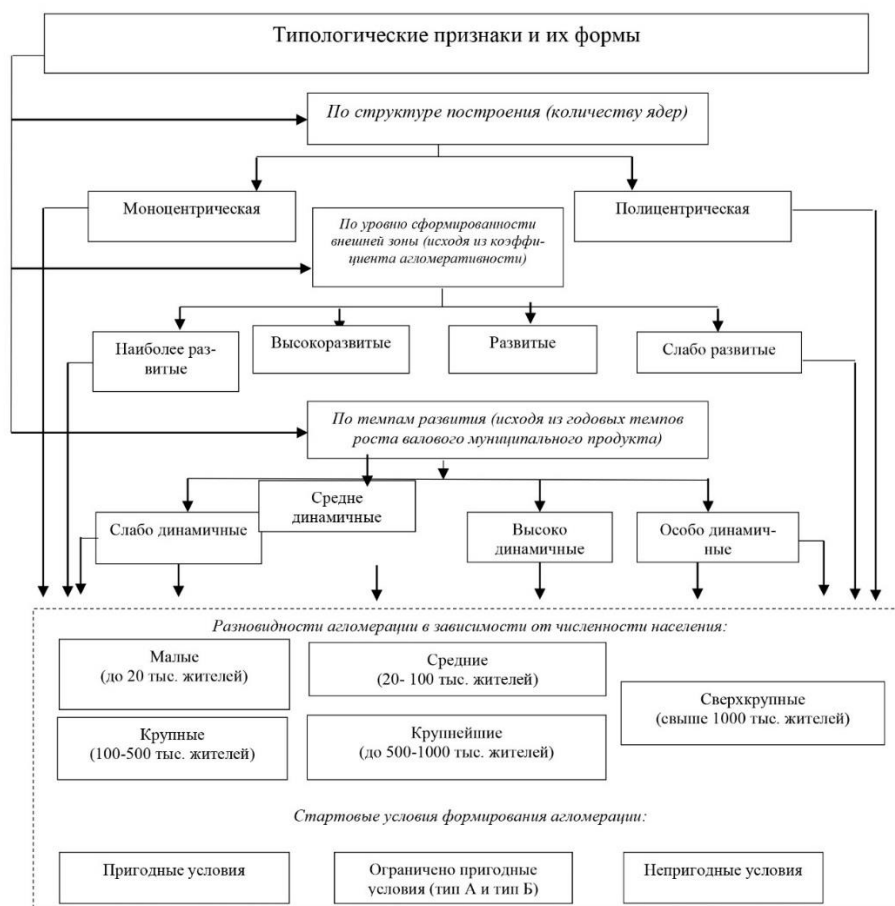 Типологические признаки и их формы
По структуре построения (количеству ядер)
Моноцентрическая
Полицентрическая
По уровню сформированности
внешней зоны (исходя из коэффи-
циента агломеративности)
Наиболее раз-
витые
Высокоразвитые
Развитые
Слабо развитые
По темпам развития (исходя из годовых темпов
роста валового муниципального продукта)
Слабо динамичные
Средне
динамичные
Высоко
динамичные
Особо динамич-
ные
Разновидности агломерации в зависимости от численности населения:
Малые
(до 20 тыс. жителей)
Средние
(20- 100 тыс. жителей)
Сверхкрупные
(свыше 1000 тыс. жителей)
Крупные
(100-500 тыс. жителей)
Крупнейшие
(до 500-1000 тыс. жителей)
Стартовые условия формирования агломерации:
Пригодные условия
Ограничено пригодные
условия (тип А и тип Б)
Непригодные условия